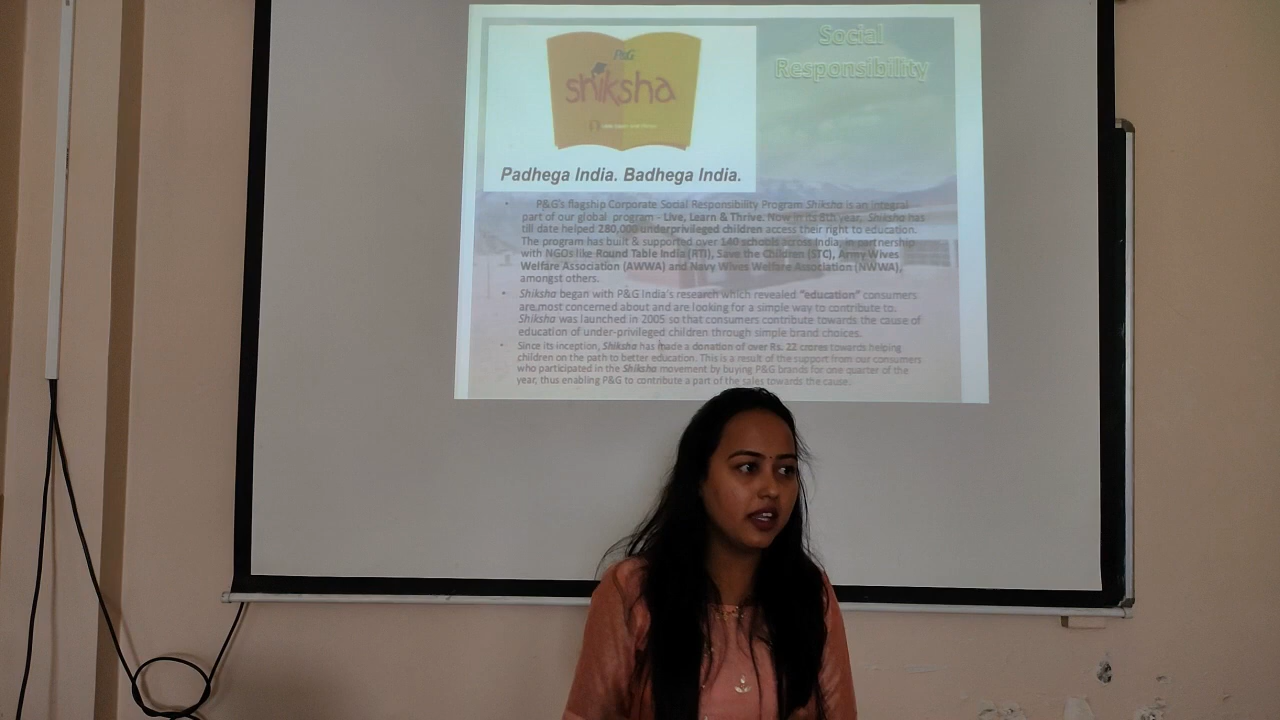 Social
Responsibility
P&G
shiksha
Padhega India. Badhega India.
P&G's flagship Corporate Social Responsibility Program Shiksha is an integral
part of our global program - Live, Learn & Thrive. Now in its 8th year, Shiksha has
till date helped 280,000 underprivileged children access their right to education.
The program has built & supported over 140 schools across India, in partnership
with NGOs like Round Table India (RTI), Save the Children (STC), Army Wives
Welfare Association (AWWA) and Navy Wives Welfare Association (NWWA),
amongst others.
Shiksha began with P&G India's research which revealed "education" consumers
are most concerned about and are looking for a simple way to contribute to.
Shiksha was launched in 2005 so that consumers contribute towards the cause of
education of under-privileged children through simple brand choices.
Since its inception, Shiksha has made a donation of over Rs. 22 crores towards helping
children on the path to better education. This is a result of the support from our consumers
who participated in the Shiksha movement by buying P&G brands for one quarter of the
year, thus enabling P&G to contribute a part of the sales towards the cause.